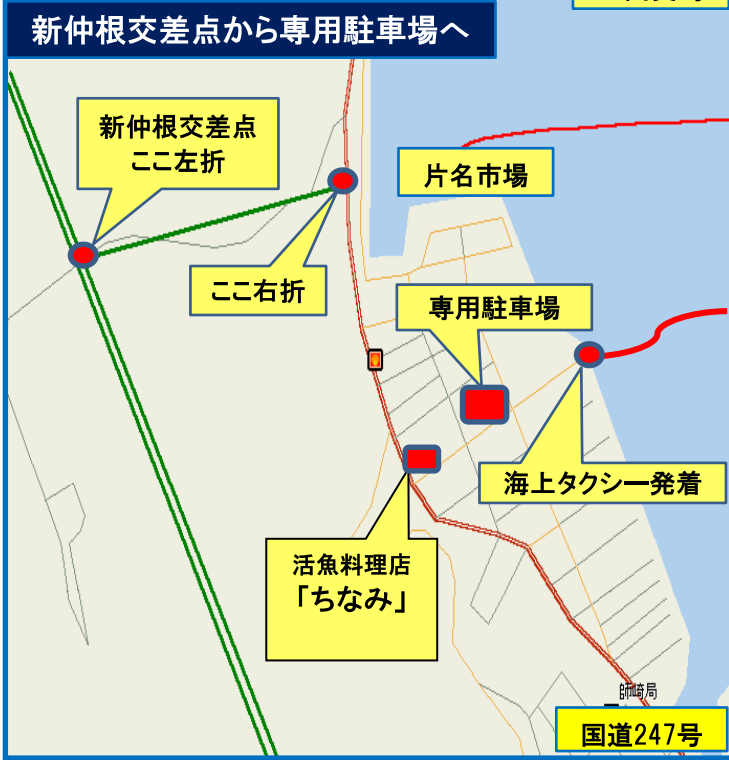 新仲根交差点から専用駐車場へ
新仲根交差点
ここ左折
片名市場
ここ右折
専用駐車場
海上タクシー発着
活魚料理店
「ちなみ」
師崎局
国道247号